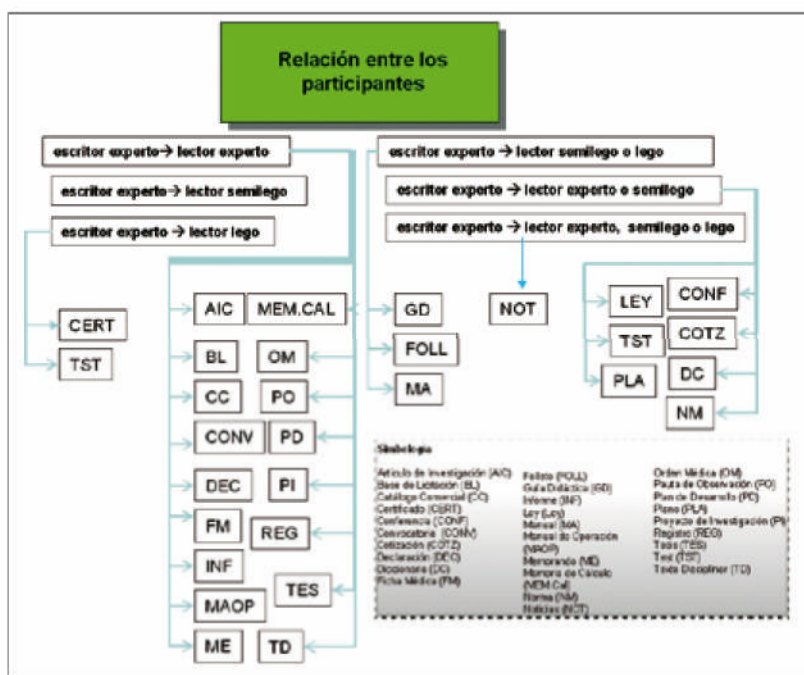 Relación entre los
participantes
escritor experto→ lector experto
escritor experto→ lector semilego
escritor experto → lector lego
escritor experto → lector semilego o lego
escritor experto → lector experto o semilego
escritor experto → lector experto, semilego o lego
CERT
TST
AIC
MEM.CAL
BL
OM
CC
PO
CONV
PD
DEC
PI
FM
REG
INF
TES
MAOP
ME
TD
GD
FOLL
MA
NOT
LEY
CONF
TST
COTZ
PLA
DC
NM
Simbología
Artículo de Investigación (AIC)
Base de Licitación (BL)
Catálogo Comercial (CC)
Certificado (CERT)
Conferencia (CONF)
Convocatoria (CONV)
Cotización (COTZ)
Declaración (DEC)
Diccionario (DC)
Ficha Médica (FM)
Folleto (FOLL)
Guía Didáctica (GD)
Informe (INF)
Ley (Ley)
Manual (MA)
Manual de Operación
(MAOP)
Memorando (ME)
Memoria de Cálculo
(MEM.Cal)
Norma (NM)
Noticias (NOT)
Orden Médica (OM)
Pauta de Observación (PO)
Plan de Desarrollo (PD)
Plano (PLA)
Proyecto de Investigación (PI)
Registro (REG)
Tesis (TES)
Test (TST)
Texto Disciplinar (TD)